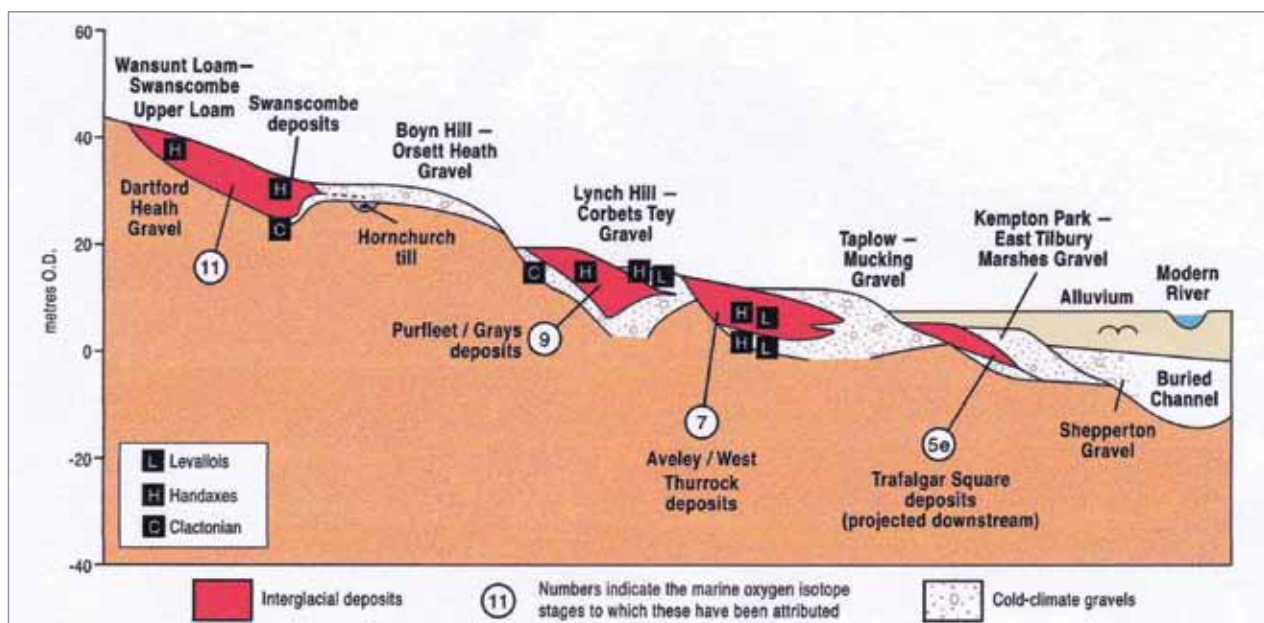 60
40
20
0
-20
-40
metres O.D.
Wansunt Loam—
Swanscombe
Upper Loam
Swanscombe
deposits
H
H
C
Dartford
Heath
Gravel
11
Boyn Hill —
Orsett Heath
Gravel
Hornchurch
till
Lynch Hill —
Corbets Tey
Gravel
C
H
H
L
Purfleet / Grays
deposits
9
H
L
H
L
7
Aveley / West
Thurrock
deposits
Taplow —
Mucking
Gravel
Kempton Park —
East Tilbury
Marshes Gravel
Alluvium
Modern
River
Buried
Channel
Shepperton
Gravel
5e
Trafalgar Square
deposits
(projected downstream)
L Levallois
H Handaxes
C Clactonian
Interglacial deposits
11
Numbers indicate the marine oxygen isotope
stages to which these have been attributed
Cold-climate gravels